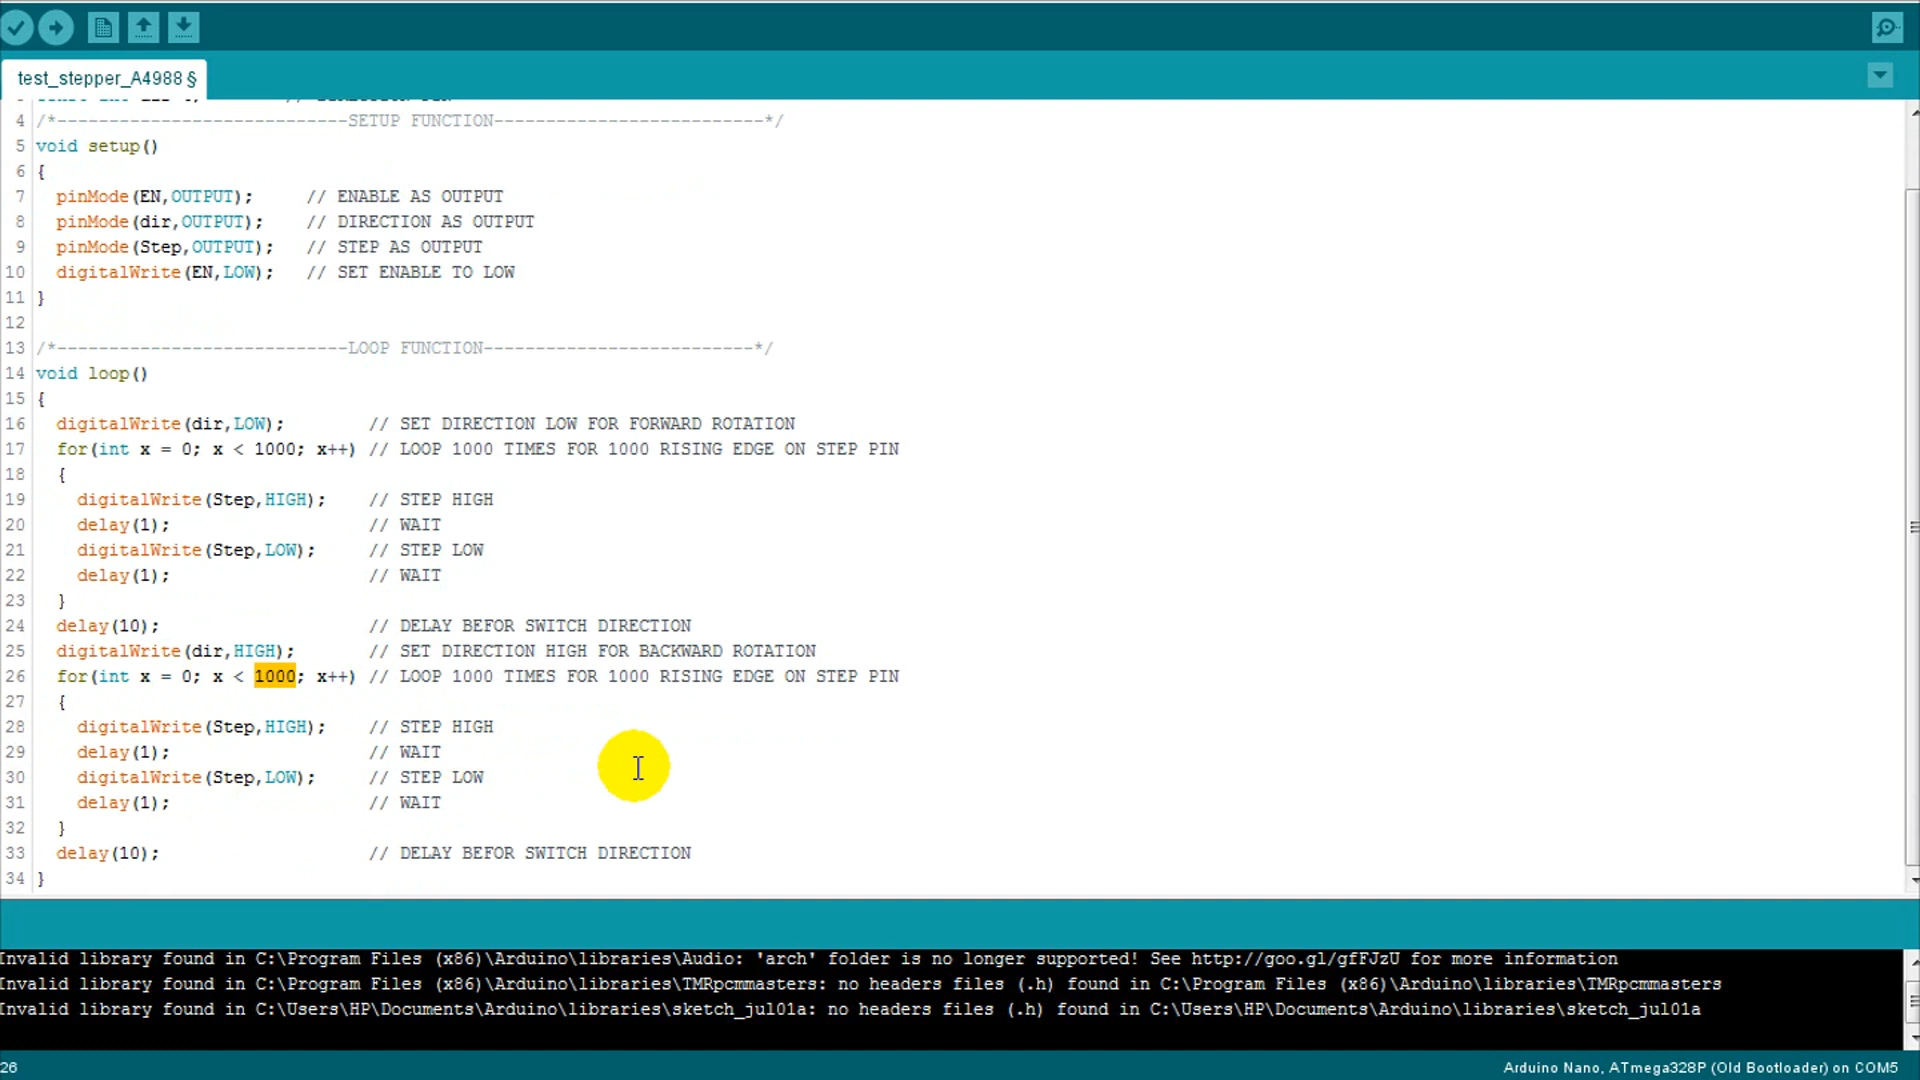 test_stepper_A4988 §
4 /*----------------------------SETUP FUNCTION--------------------------*/
5 void setup()
6 {
7 pinMode(EN,OUTPUT); // ENABLE AS OUTPUT
8 pinMode(dir,OUTPUT); // DIRECTION AS OUTPUT
9 pinMode(Step,OUTPUT); // STEP AS OUTPUT
10 digitalWrite(EN,LOW); // SET ENABLE TO LOW
11 }
12
13 /*----------------------------LOOP FUNCTION--------------------------*/
14 void loop()
15 {
16 digitalWrite(dir,LOW); // SET DIRECTION LOW FOR FORWARD ROTATION
17 for(int x = 0; x < 1000; x++) // LOOP 1000 TIMES FOR 1000 RISING EDGE ON STEP PIN
18 {
19 digitalWrite(Step,HIGH); // STEP HIGH
20 delay(1); // WAIT
21 digitalWrite(Step,LOW); // STEP LOW
22 delay(1); // WAIT
23 }
24 delay(10); // DELAY BEFOR SWITCH DIRECTION
25 digitalWrite(dir,HIGH); // SET DIRECTION HIGH FOR BACKWARD ROTATION
26 for(int x = 0; x < 1000; x++) // LOOP 1000 TIMES FOR 1000 RISING EDGE ON STEP PIN
27 {
28 digitalWrite(Step,HIGH); // STEP HIGH
29 delay(1); // WAIT
30 digitalWrite(Step,LOW); // STEP LOW
31 delay(1); // WAIT
32 }
33 delay(10); // DELAY BEFOR SWITCH DIRECTION
34 }
Invalid library found in C:\Program Files (x86)\Arduino\libraries\Audio: 'arch' folder is no longer supported! See http://goo.gl/gfFJzU for more information
Invalid library found in C:\Program Files (x86)\Arduino\libraries\TMRpcmmasters: no headers files (.h) found in C:\Program Files (x86)\Arduino\libraries\TMRpcmmasters
Invalid library found in C:\Users\HP\Documents\Arduino\libraries\sketch_jul01a: no headers files (.h) found in C:\Users\HP\Documents\Arduino\libraries\sketch_jul01a
26
Arduino Nano, ATmega328P (Old Bootloader) on COM5